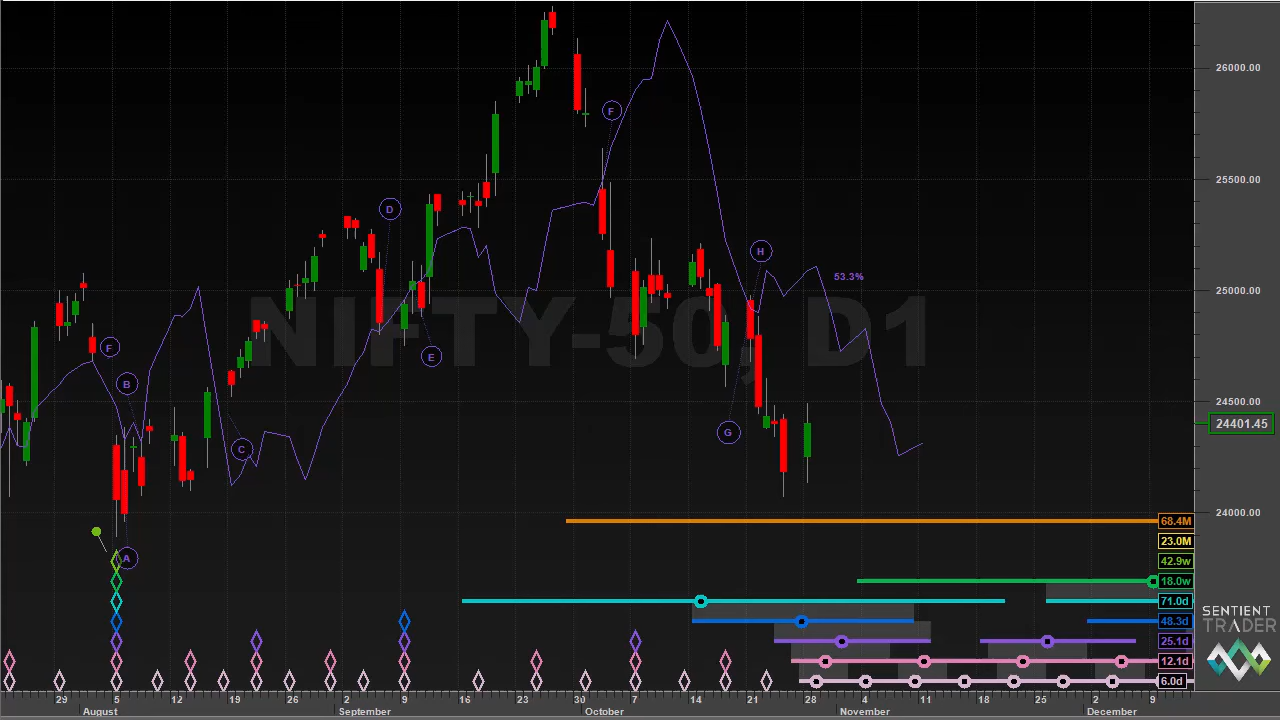 26000.00
F
D
25500.00
H
53.3%
25000.00
NIFTY-50, D1
F
E
B
24500.00
24401.45
G
C
24000.00
68.4M
23.0M
A
42.9w
18.0w
71.0d
SENTIENT
TRADER
48.3d
25.1d
12.1d
6.0d
29 5 12 19 26 2 9 16 23 30 7 14 21 28 4 11 18 25 2 9
August September October November December